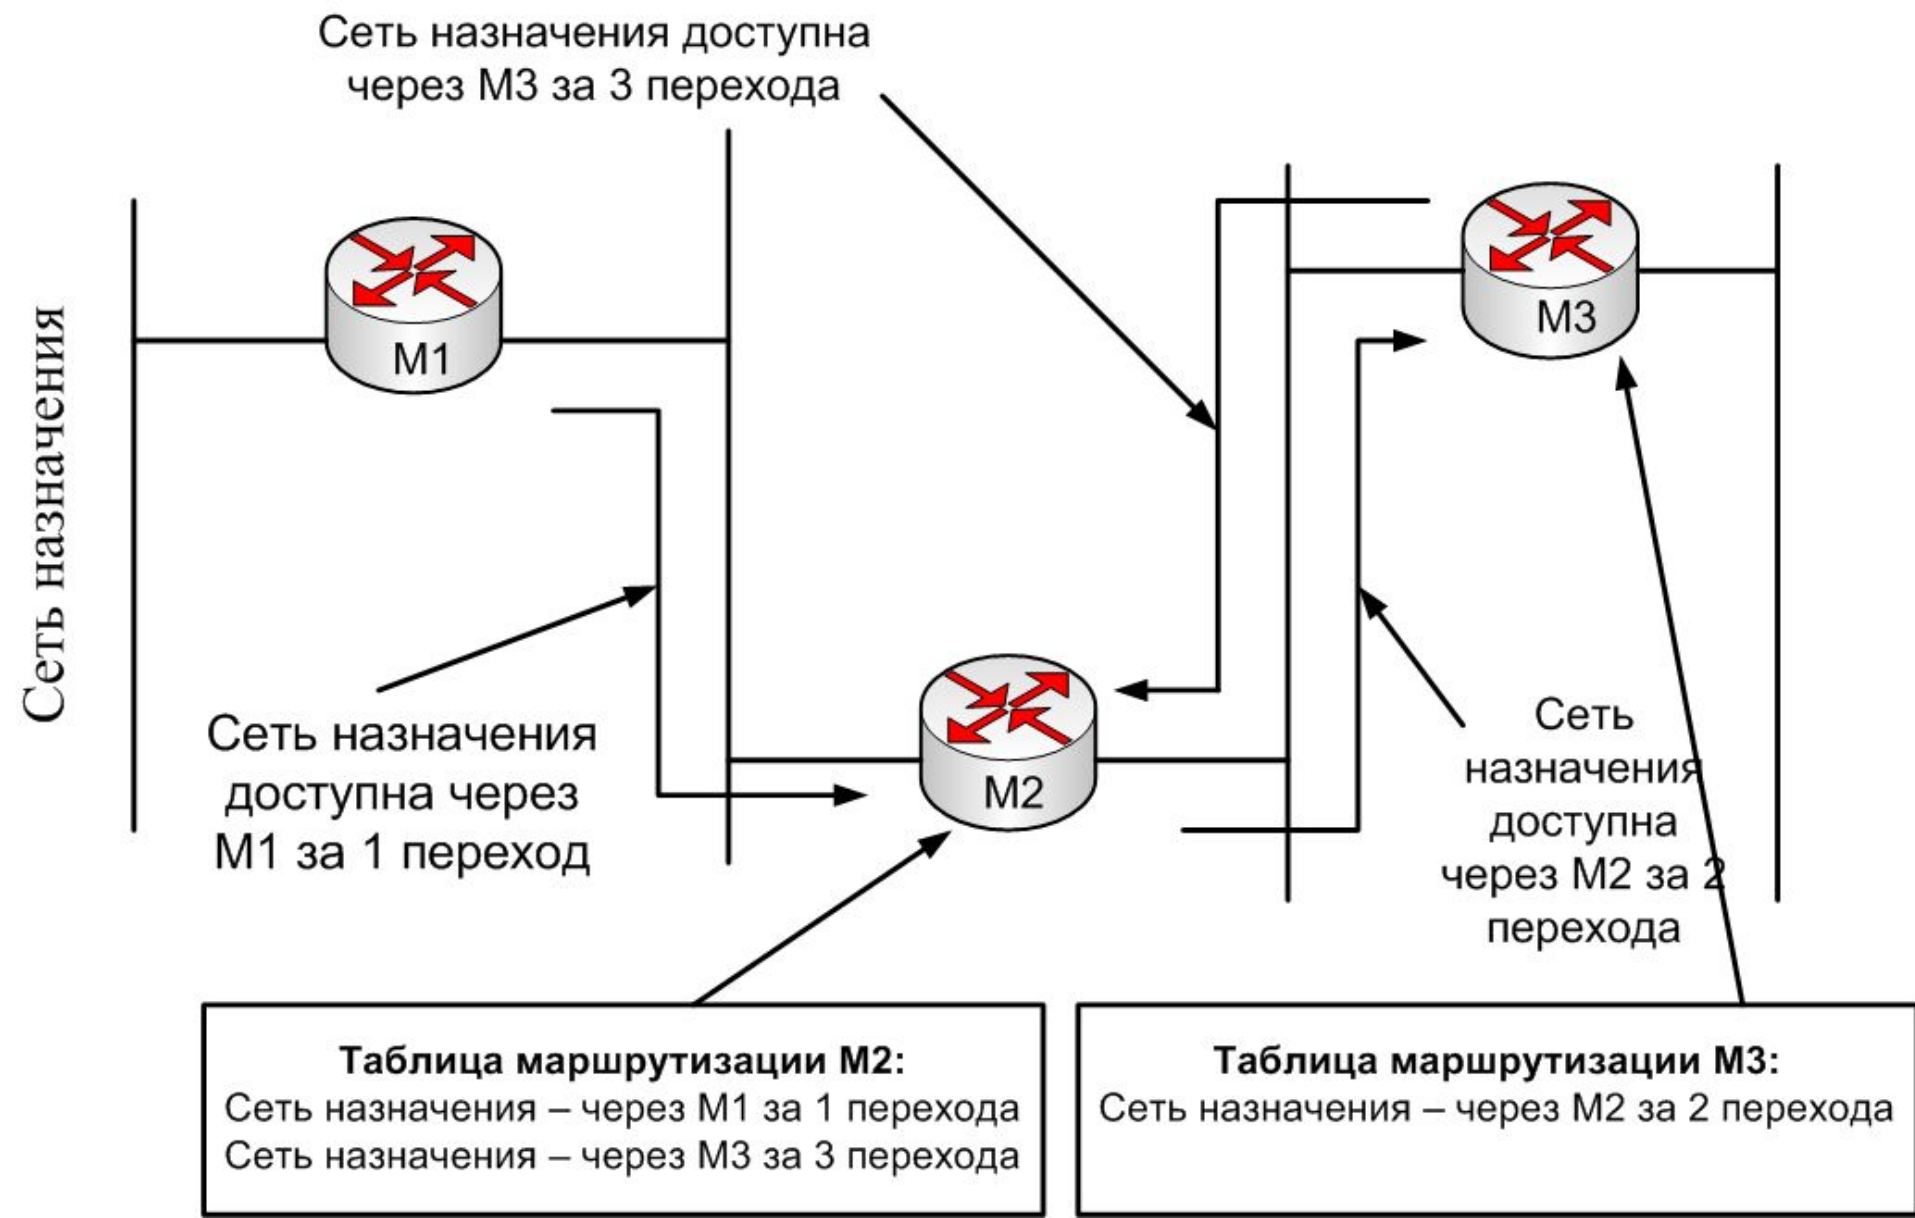 Сеть назначения доступна
через М3 за 3 перехода
Сеть назначения
М1
М3
Сеть назначения
доступна через
М1 за 1 переход
М2
Сеть
назначения
доступна
через М2 за 2
перехода
Таблица маршрутизации М2:
Сеть назначения – через М1 за 1 перехода
Сеть назначения – через М3 за 3 перехода
Таблица маршрутизации М3:
Сеть назначения – через М2 за 2 перехода